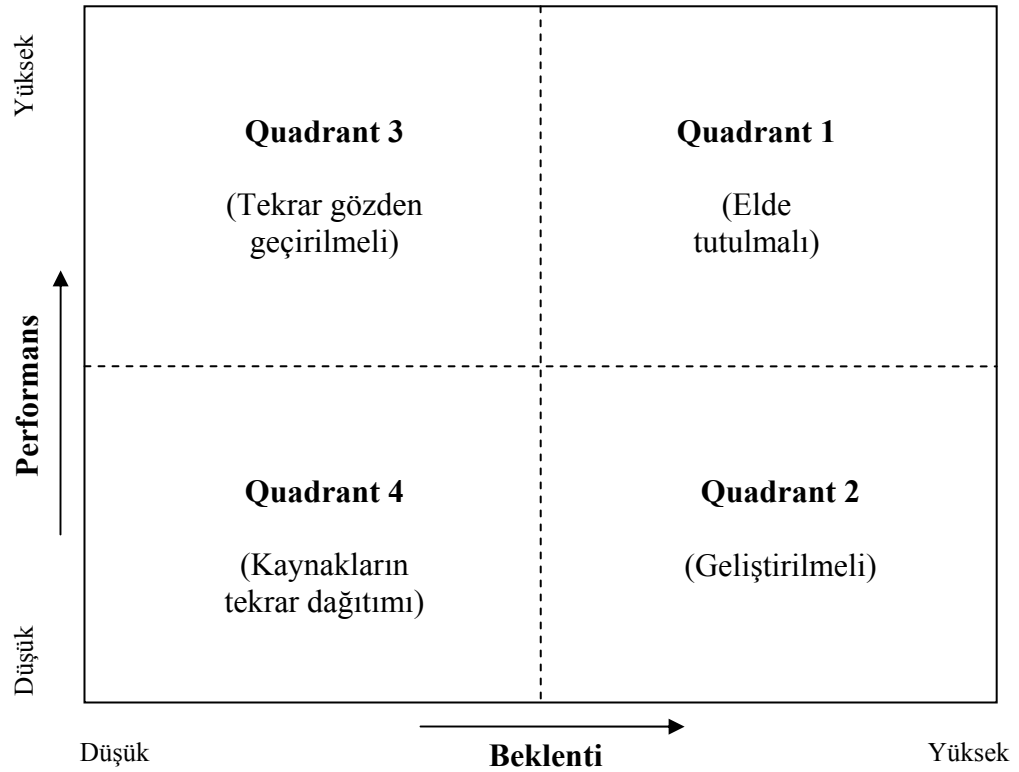 Yüksek
Quadrant 3
(Tekrar gözden
geçirilmeli)
Quadrant 1
(Elde
tutulmalı)
Performans
Quadrant 4
(Kaynakların
tekrar dağıtımı)
Quadrant 2
(Geliştirilmeli)
Düşük
Düşük
Beklenti
Yüksek